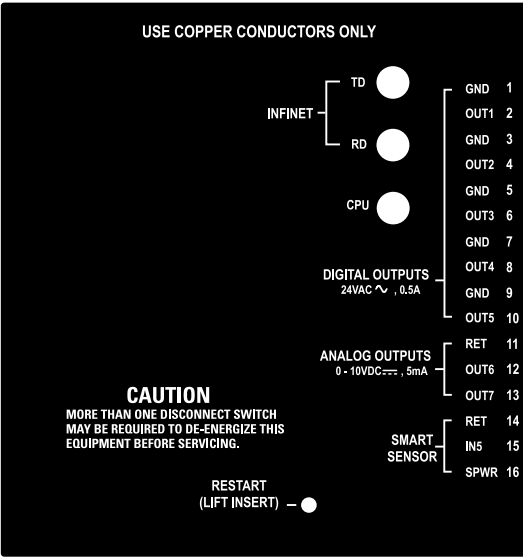 USE COPPER CONDUCTORS ONLY
INFINET
TD
RD
CPU
GND 1
OUT1 2
GND 3
OUT2 4
GND 5
OUT3 6
GND 7
OUT4 8
GND 9
OUT5 10
DIGITAL OUTPUTS
24VAC ∿ , 0.5A
RET 11
OUT6 12
OUT7 13
ANALOG OUTPUTS
0 - 10VDC⎓ , 5mA
RET 14
IN5 15
SPWR 16
SMART
SENSOR
CAUTION
MORE THAN ONE DISCONNECT SWITCH
MAY BE REQUIRED TO DE-ENERGIZE THIS
EQUIPMENT BEFORE SERVICING.
RESTART
(LIFT INSERT)